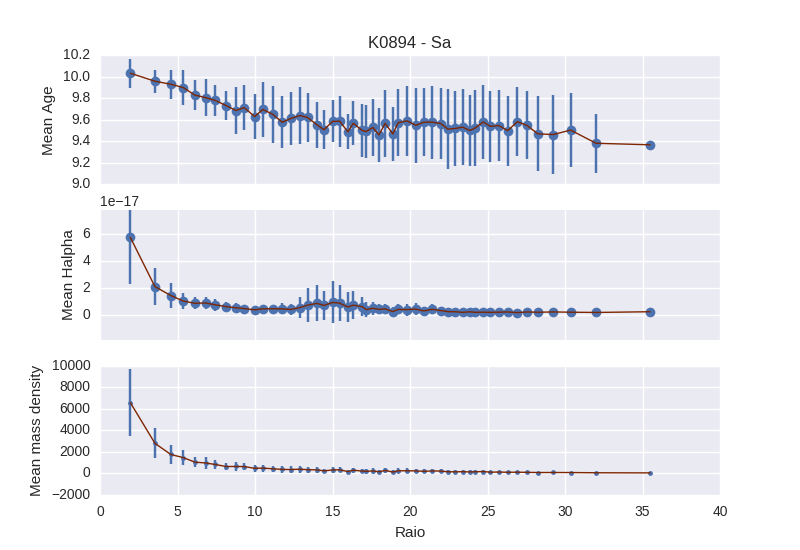 K0894 - Sa
10.2
10.0
9.8
9.6
9.4
9.2
9.0
Mean Age
1e−17
6
4
2
0
Mean Halpha
10000
8000
6000
4000
2000
0
−2000
Mean mass density
0 5 10 15 20 25 30 35 40
Raio